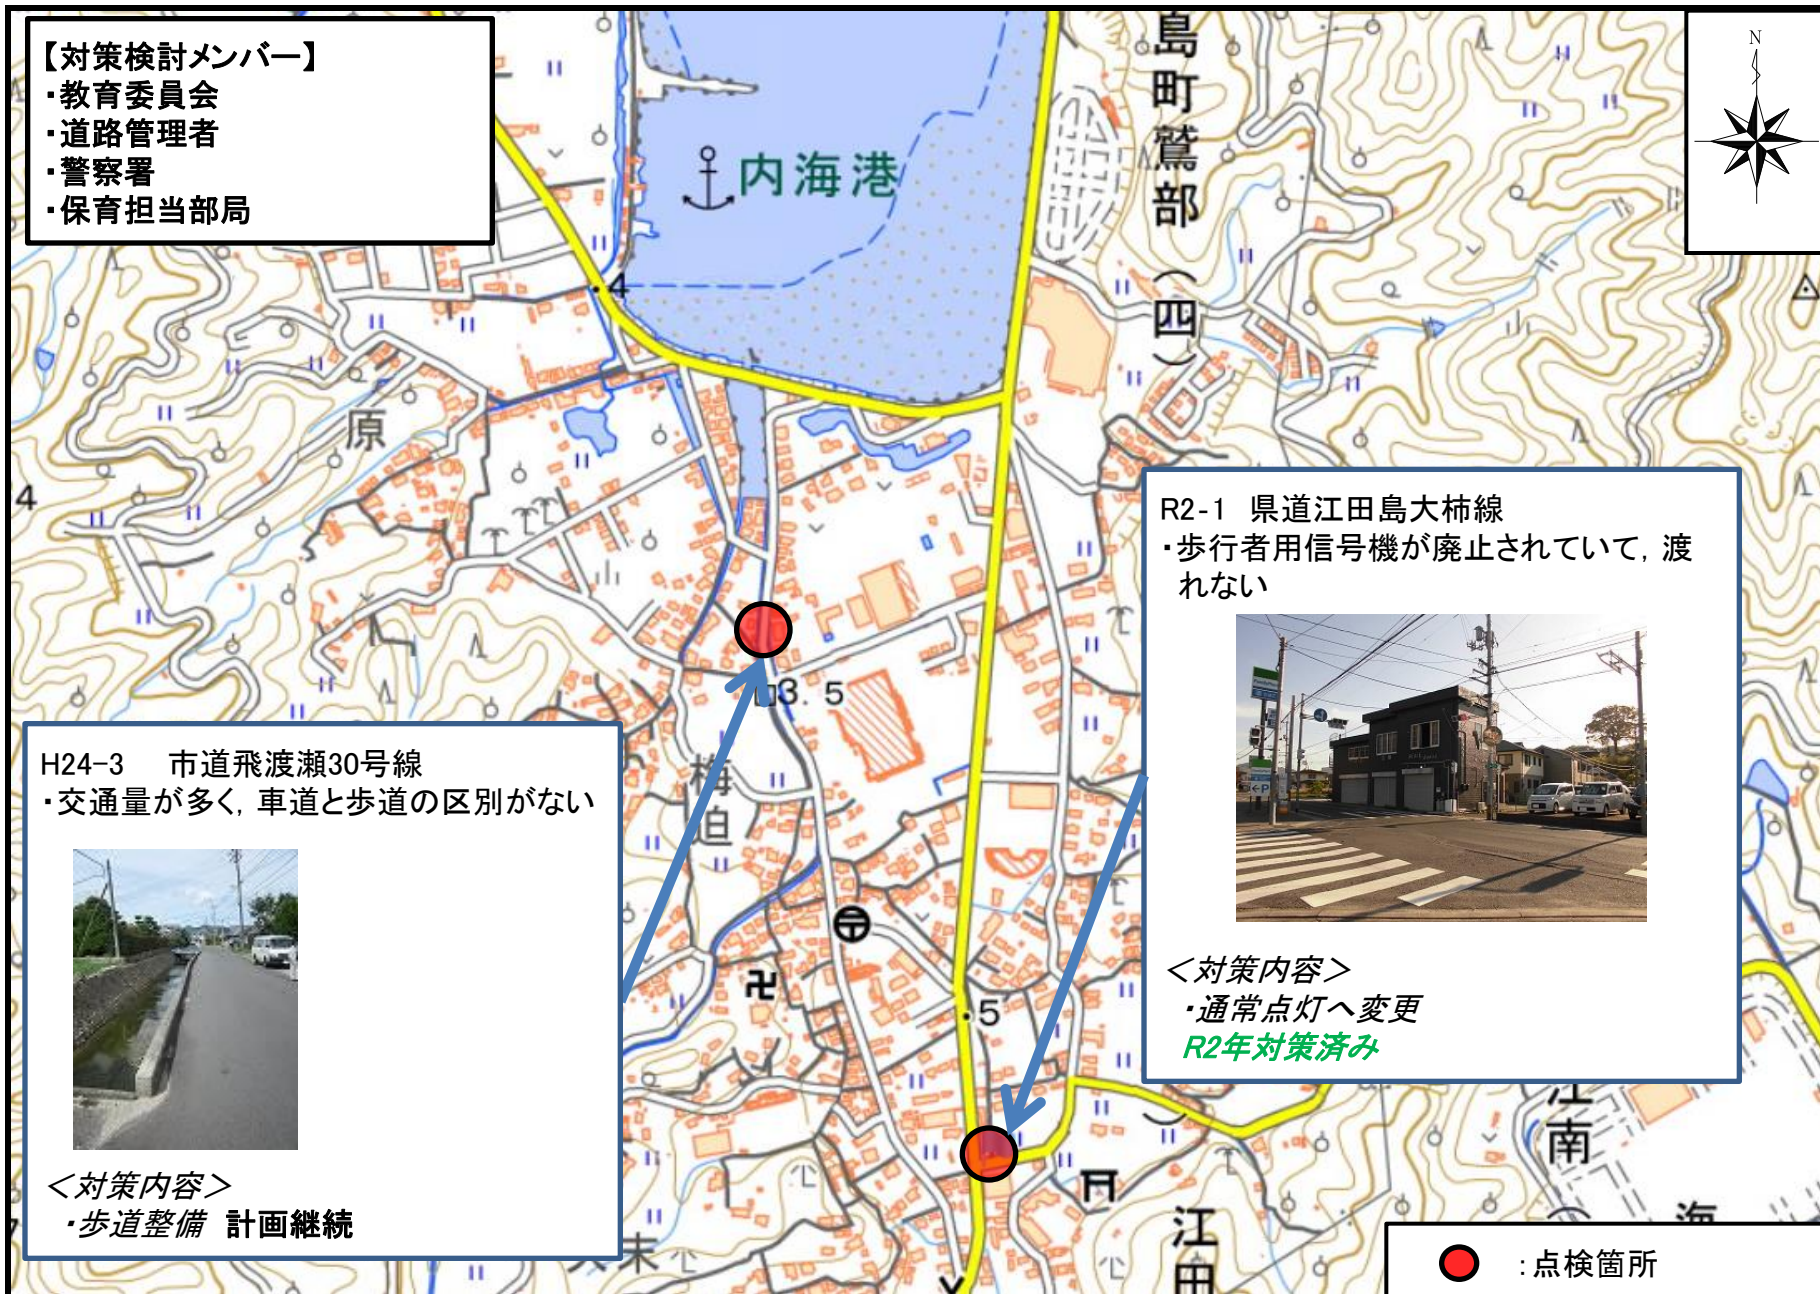 【対策検討メンバー】
・教育委員会
・道路管理者
・警察署
・保育担当部局
N
内海港
島町鷲部(四)
4
原
4
R2-1 県道江田島大柿線
・歩行者用信号機が廃止されていて,渡
れない
<対策内容>
・通常点灯へ変更
R2年対策済み
3.5
梅迫
H24-3 市道飛渡瀬30号線
・交通量が多く,車道と歩道の区別がない
<対策内容>
・歩道整備 計画継続
5
江南(
海
江田
:点検箇所